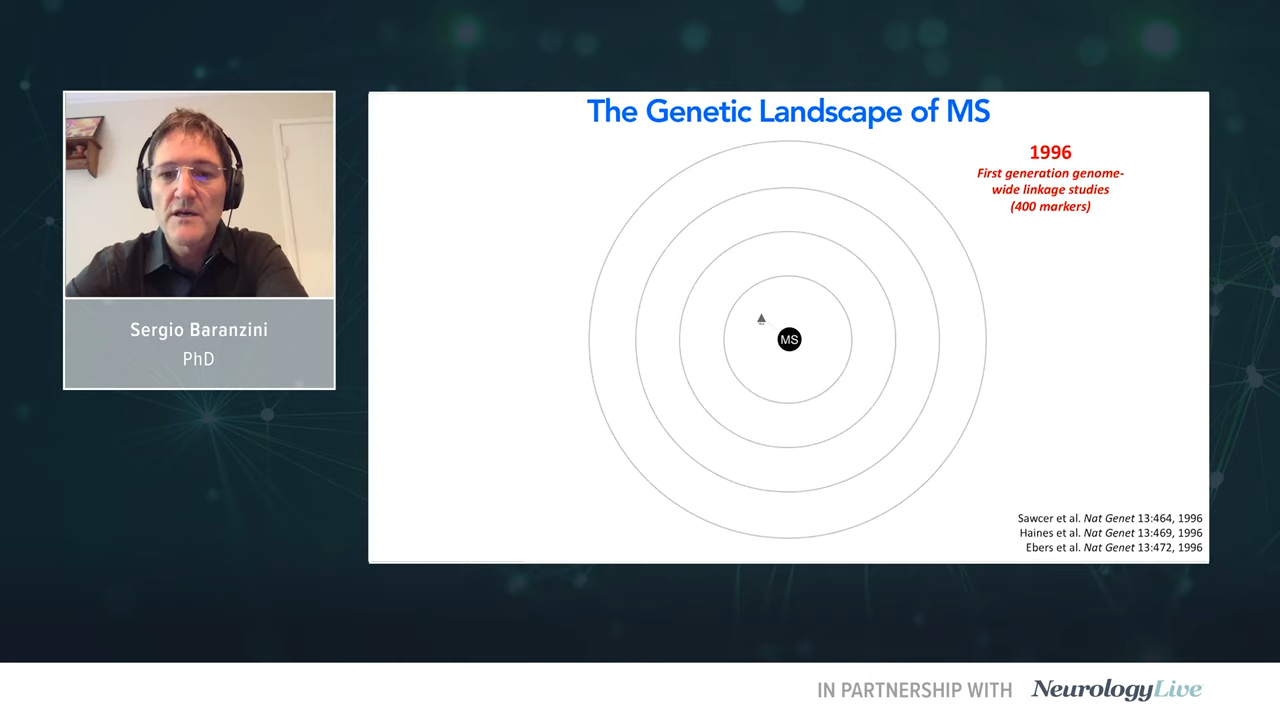 The Genetic Landscape of MS
1996
First generation genome-
wide linkage studies
(400 markers)
MS
Sergio Baranzini
PhD
Sawcer et al. Nat Genet 13:464, 1996
Haines et al. Nat Genet 13:469, 1996
Ebers et al. Nat Genet 13:472, 1996
IN PARTNERSHIP WITH NeurologyLive